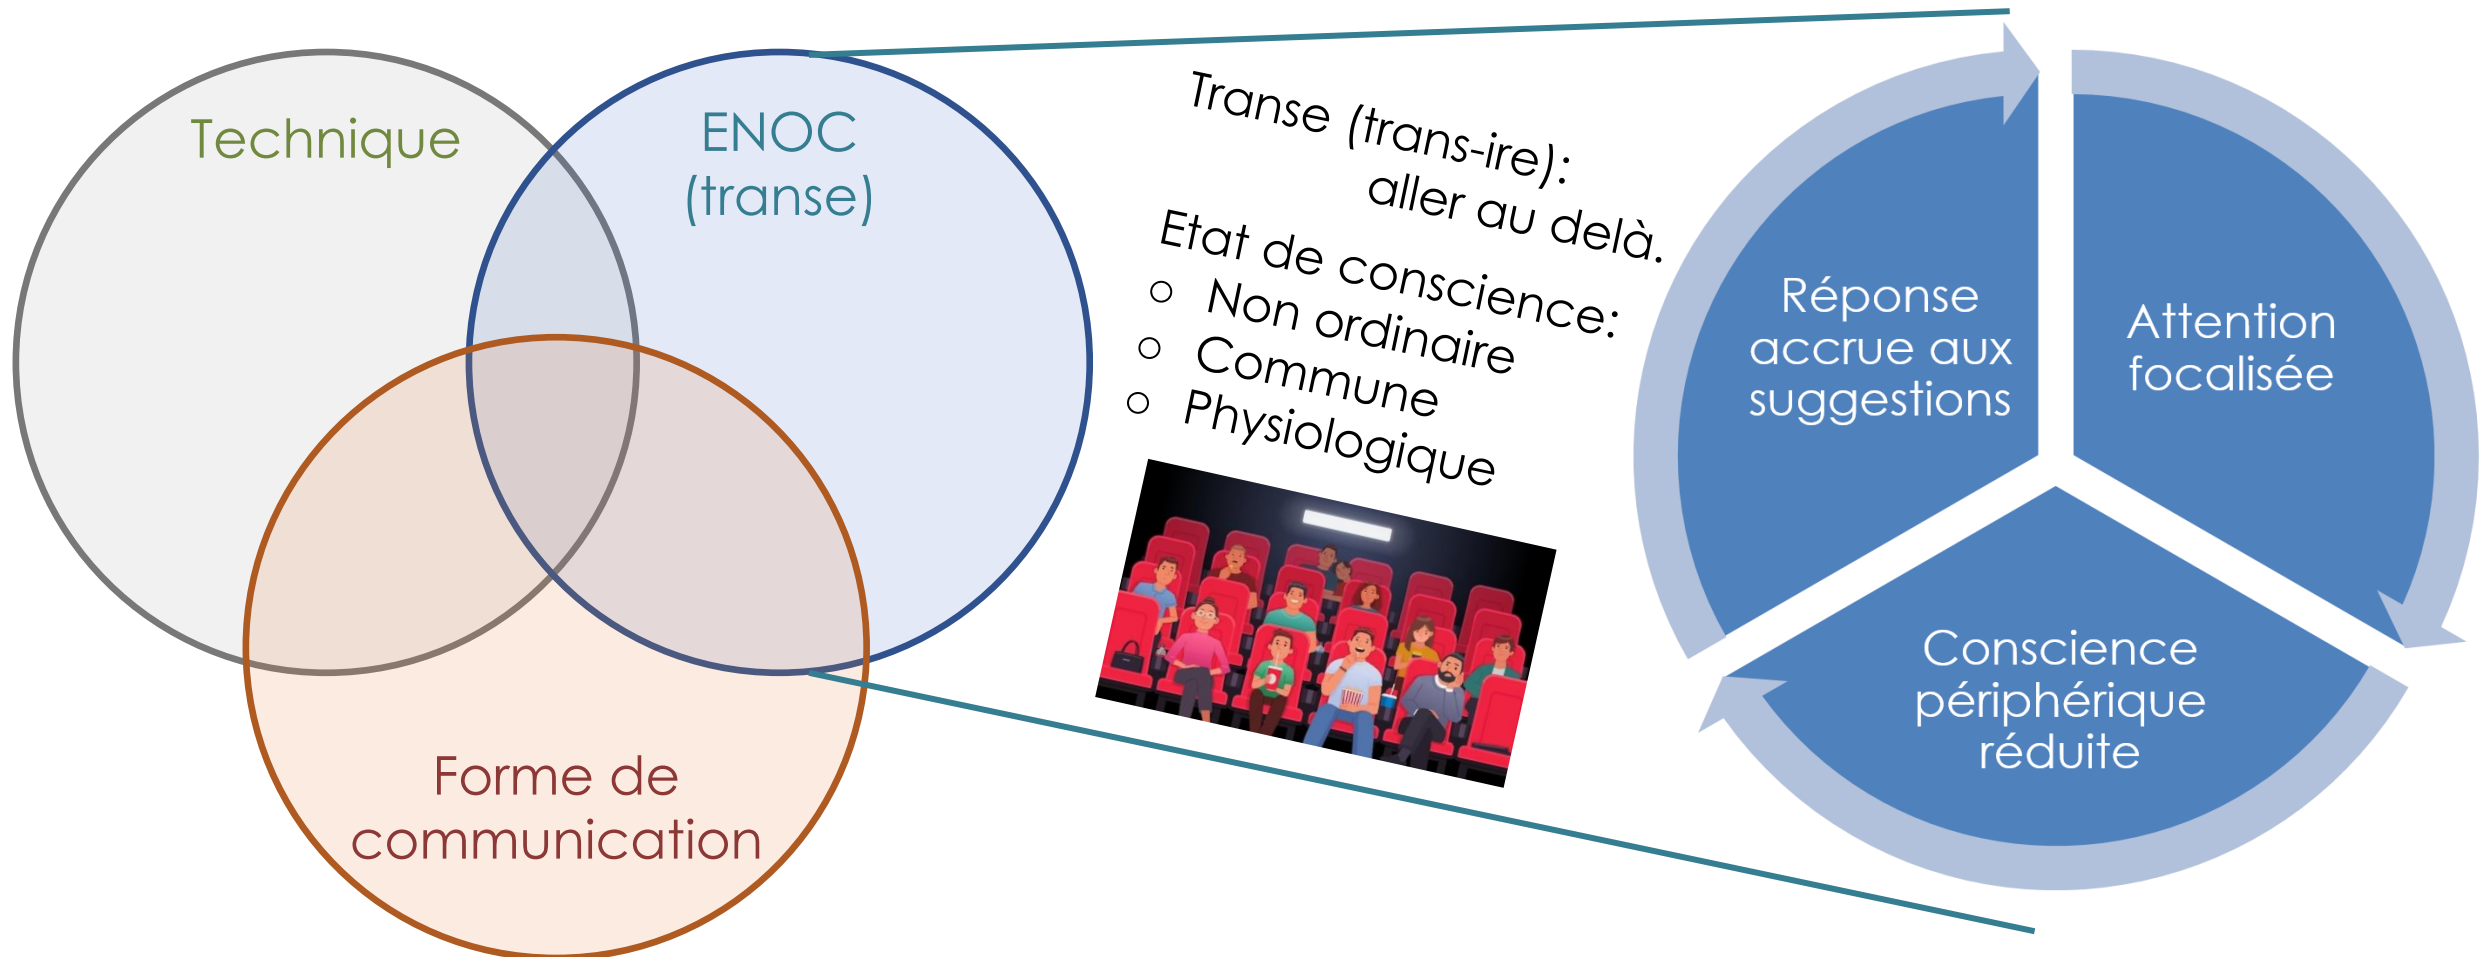 Technique
ENOC
(transe)
Forme de
communication
Transe (trans-ire):
aller au delà.
Etat de conscience:
○ Non ordinaire
○ Commune
○ Physiologique
Réponse
accrue aux
suggestions
Attention
focalisée
Conscience
périphérique
réduite